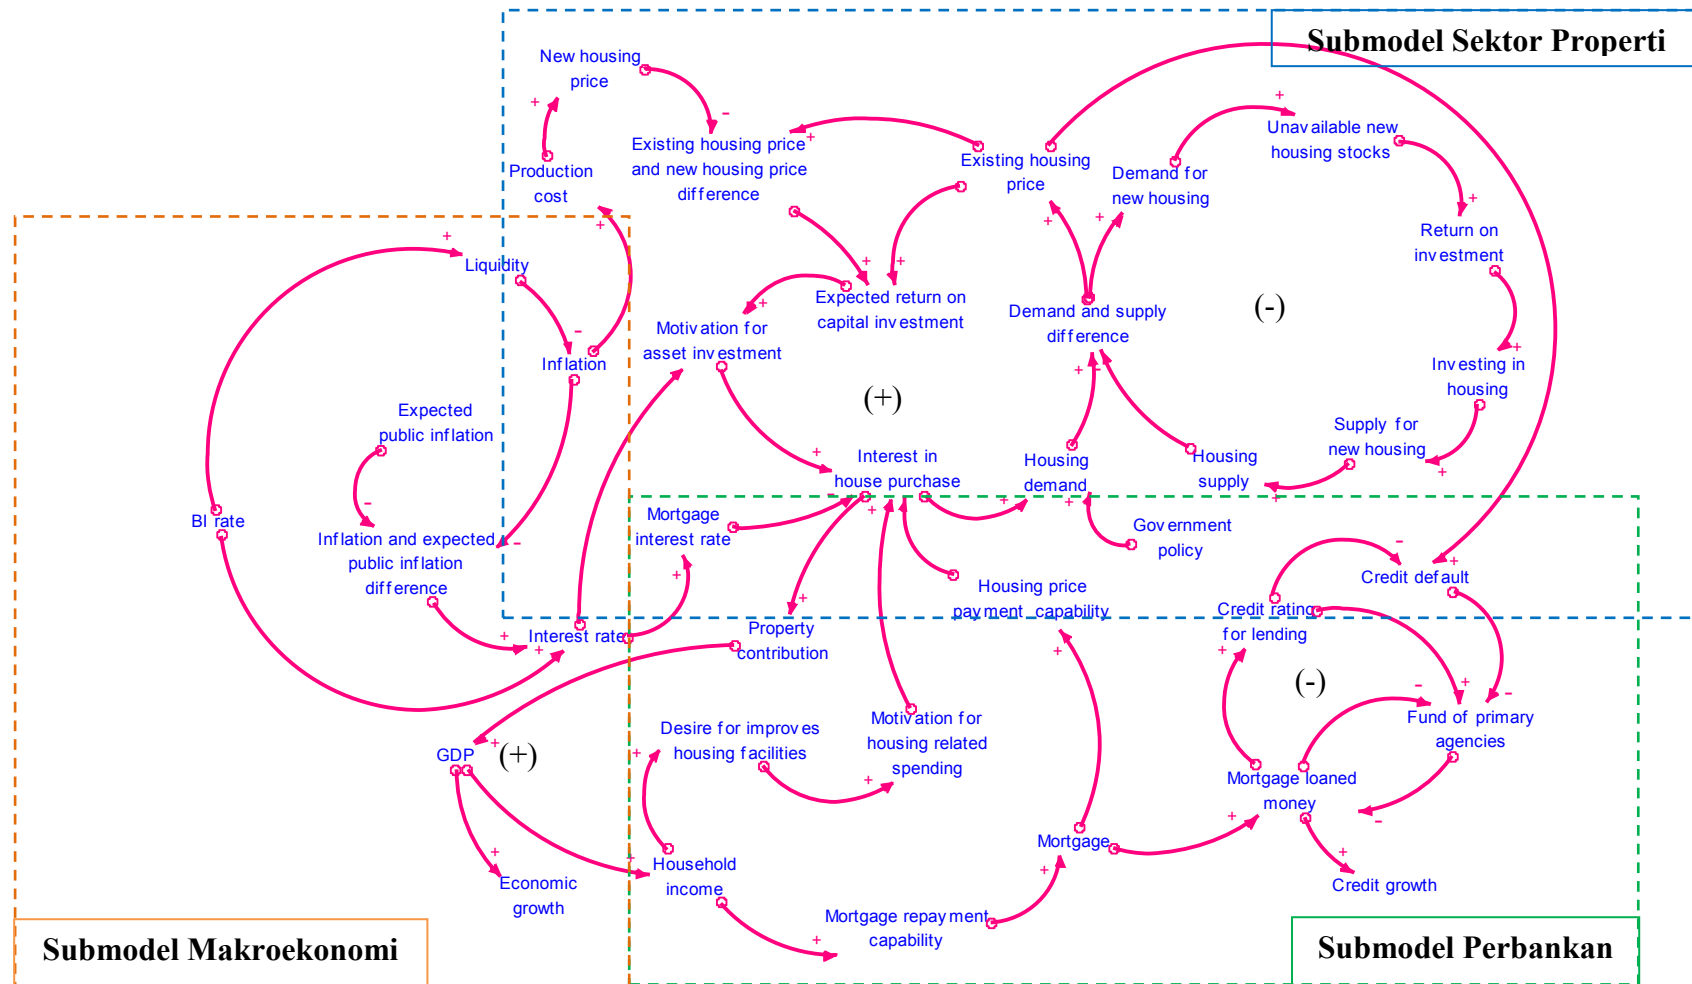 Submodel Sektor Properti
New housing
price
+
-
Existing housing price
and new housing price
difference
+
Production
cost
+
Existing housing
price
Demand for
new housing
+
Unavailable new
housing stocks
+
+
+
Return on
investment
+
Liquidity
+
+
Expected return on
capital investment
+
Demand and supply
difference
(-)
-
Motivation for
asset investment
Inflation
+
Investing in
housing
+
-
(+)
Expected
public inflation
Supply for
new housing
+
Interest in
house purchase
+
Housing
demand
Housing
supply
+
-
+
+
+
-
BI rate
Mortgage
interest rate
Government
policy
Inflation and expected
public inflation
difference
-
-
Credit default
+
+
Housing price
payment capability
Credit rating
for lending
+
Interest rate
+
+
Property
contribution
+
+
(-)
+
-
-
Fund of primary
agencies
Desire for improves
housing facilities
Motivation for
housing related
spending
GDP
+
(+)
+
+
Mortgage loaned
money
+
-
Mortgage
+
+
Economic
growth
+
Household
income
+
Credit growth
Mortgage repayment
capability
+
Submodel Makroekonomi
Submodel Perbankan